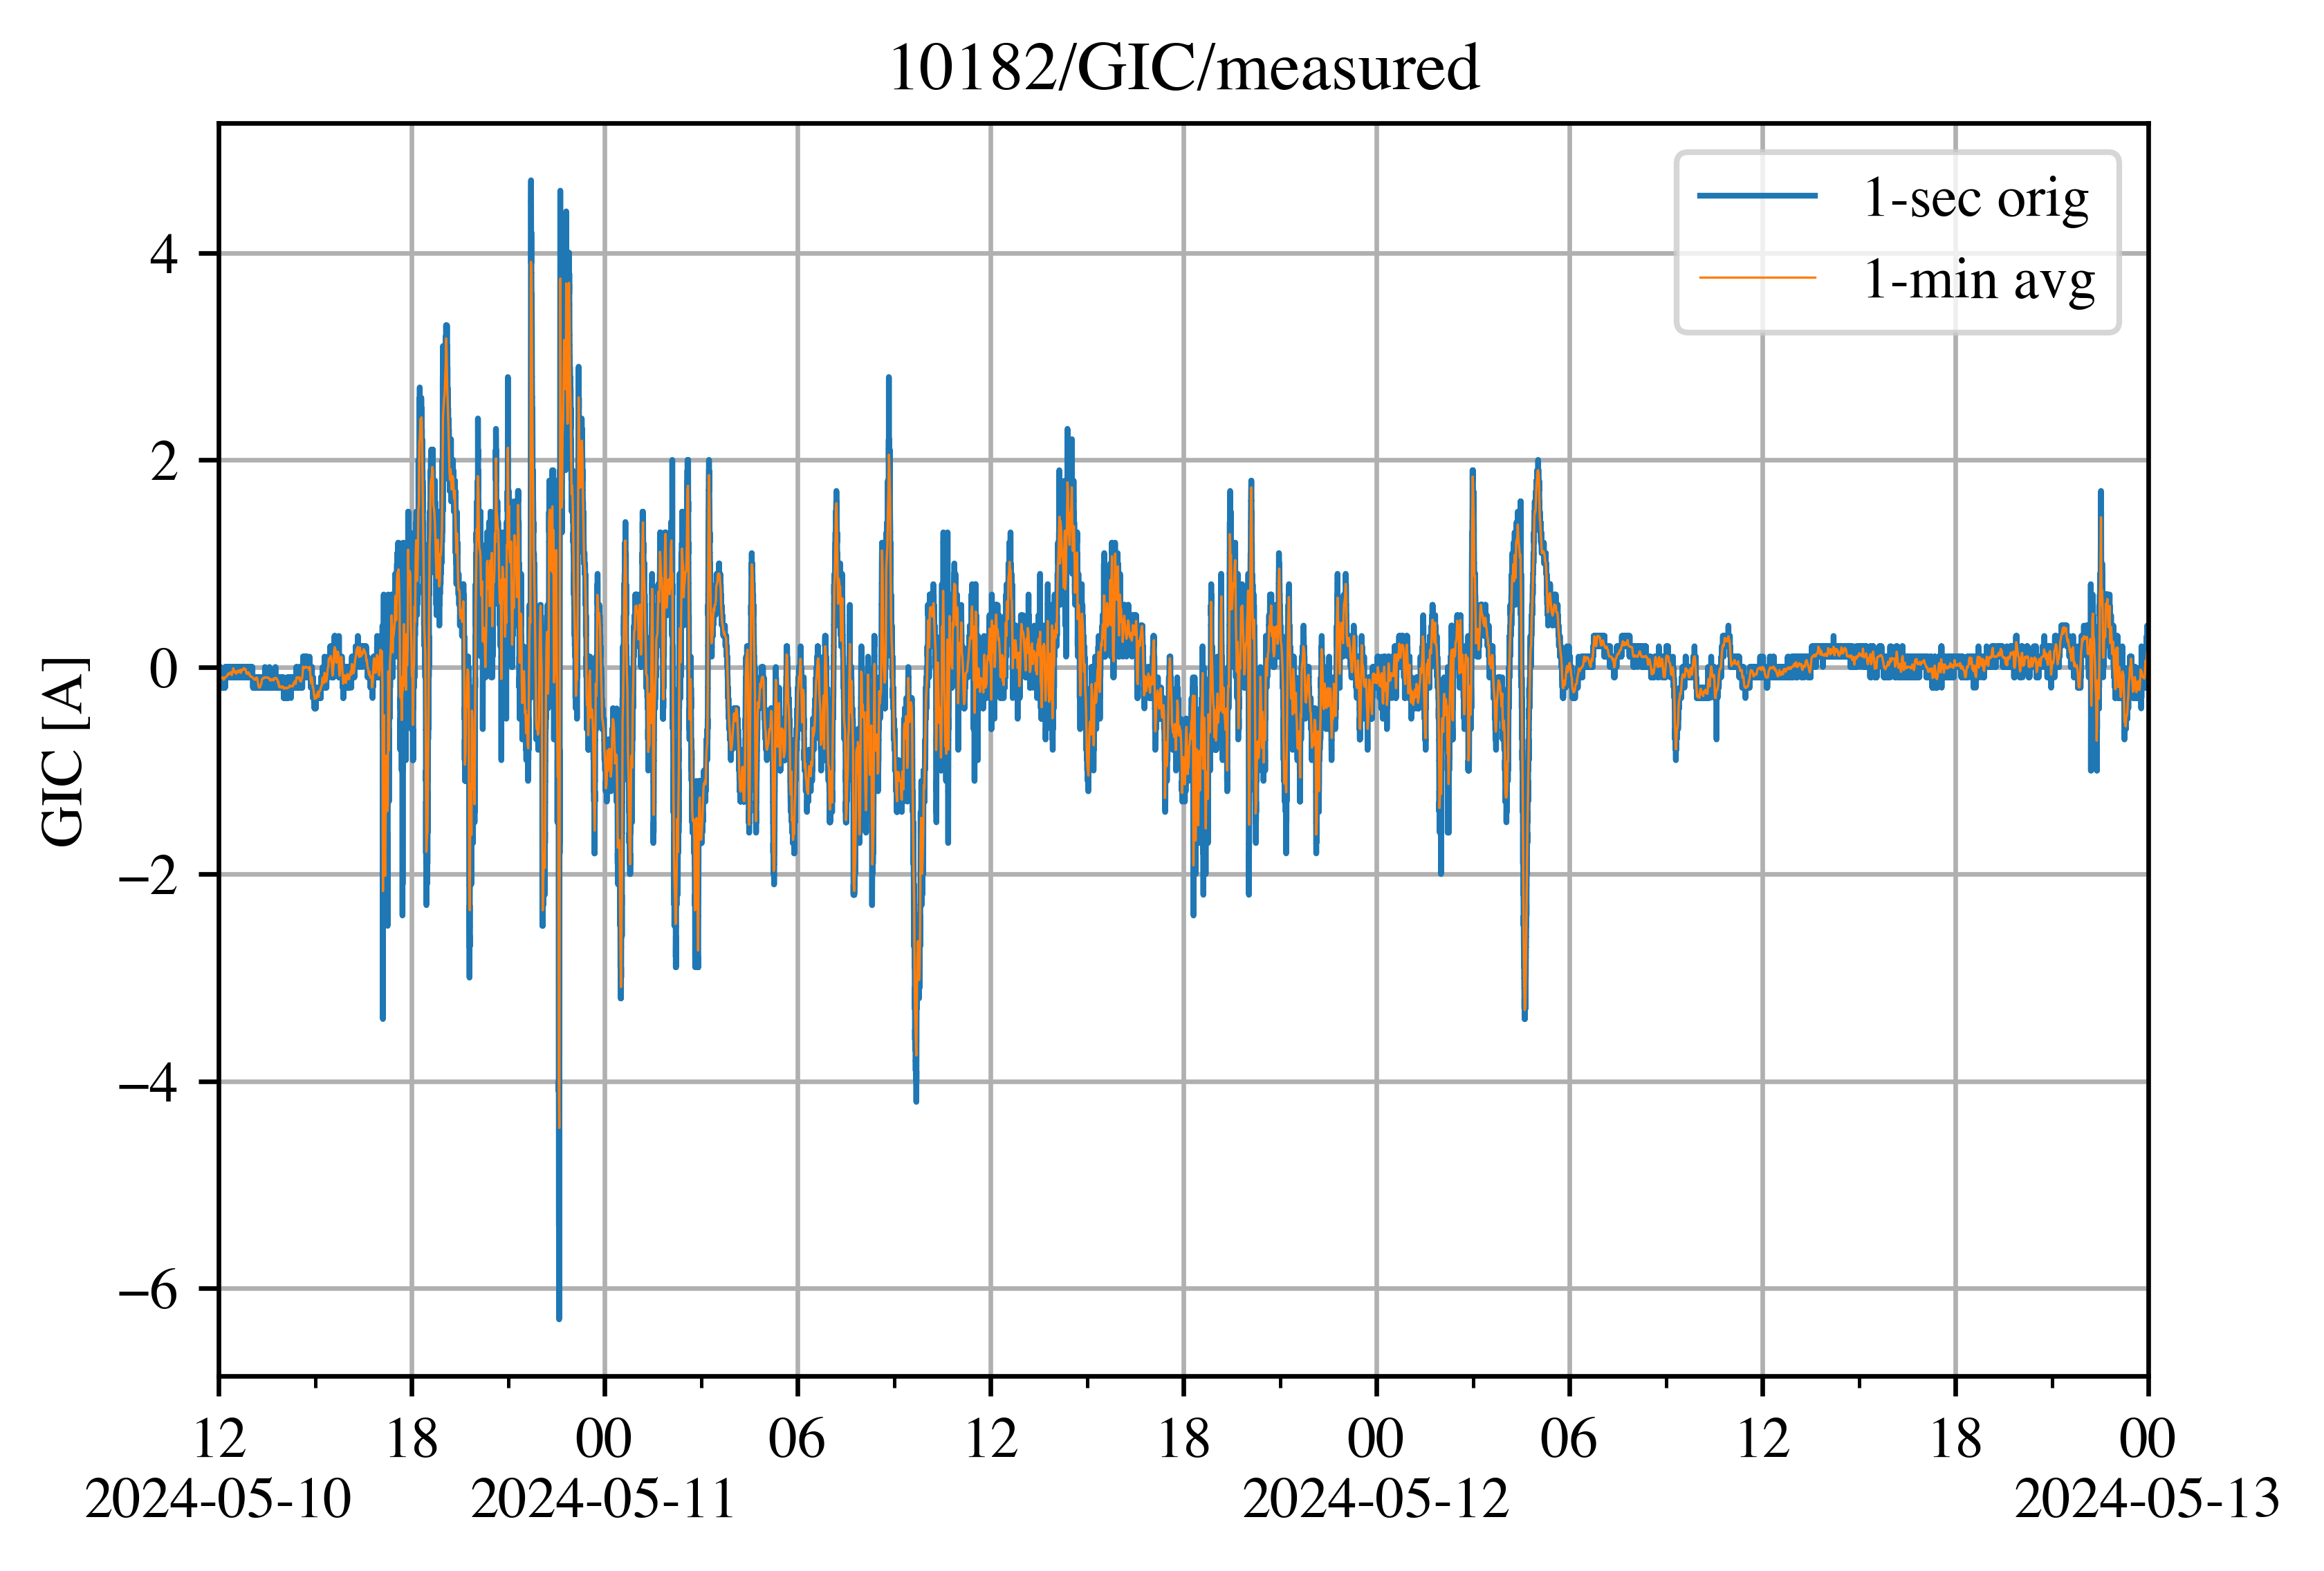 10182/GIC/measured
1-sec orig
1-min avg
GIC [A]
4
2
0
−2
−4
−6
12 18 00 06 12 18 00 06 12 18 00
2024-05-10 2024-05-11 2024-05-12 2024-05-13